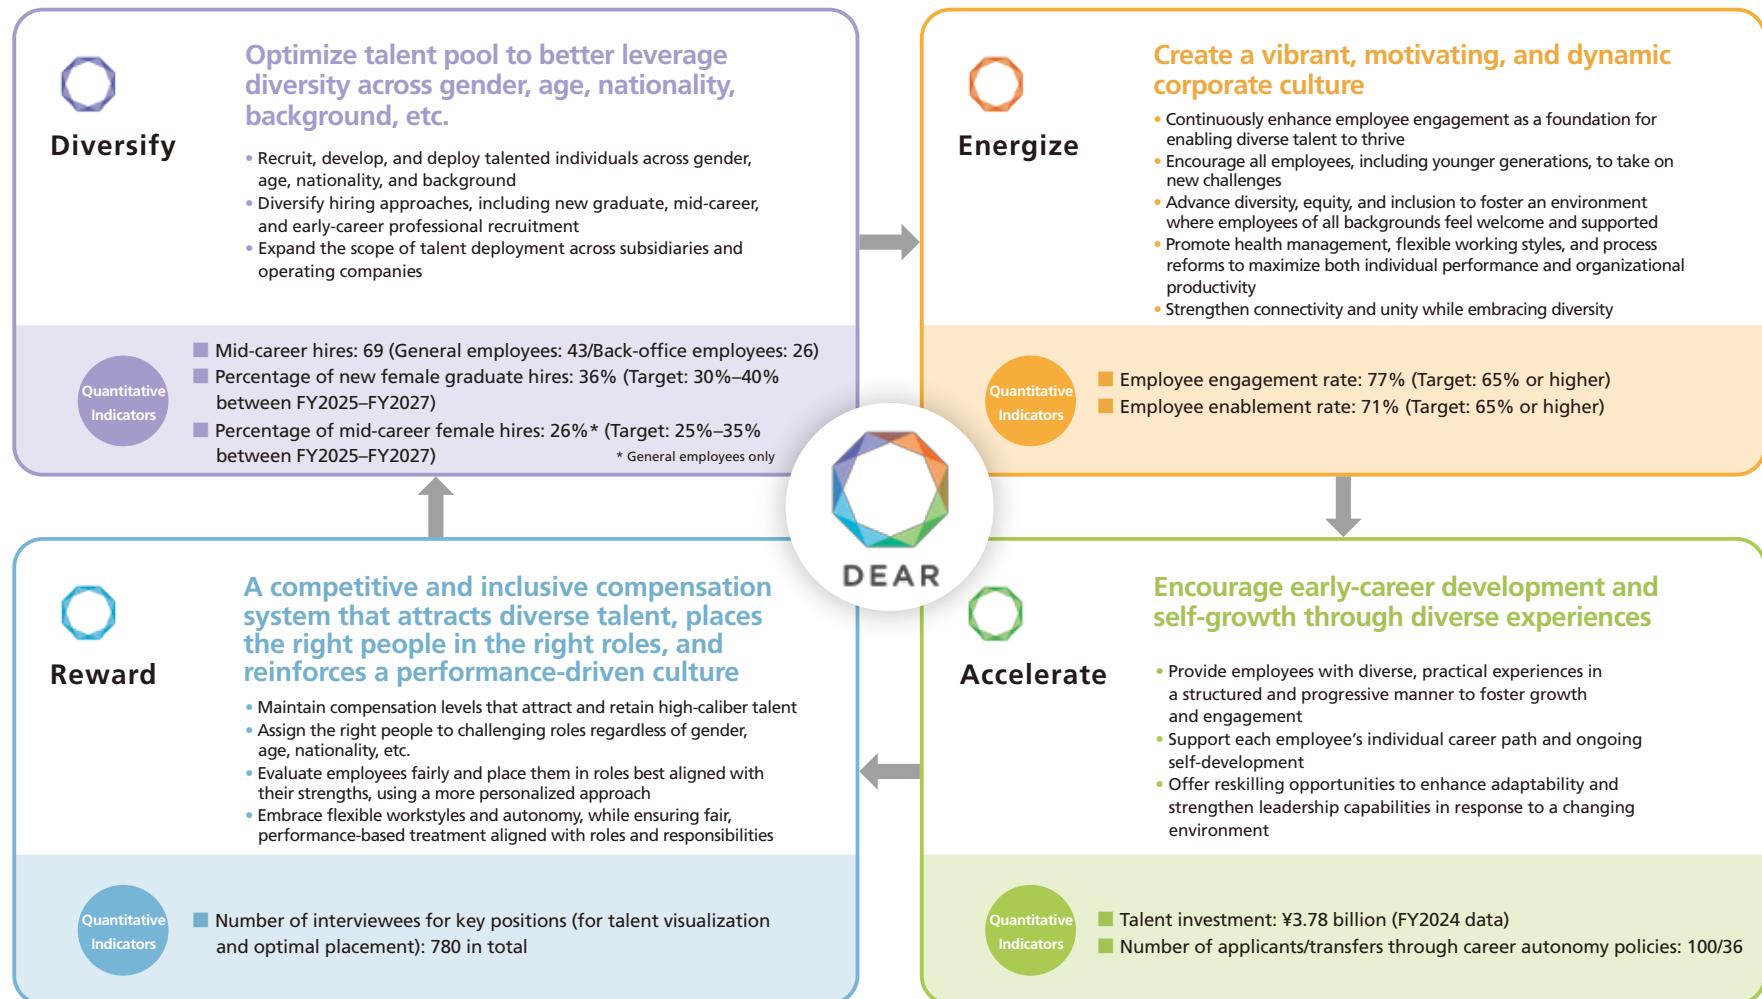 Diversify
Optimize talent pool to better leverage
diversity across gender, age, nationality,
background, etc.
• Recruit, develop, and deploy talented individuals across gender,
age, nationality, and background
• Diversify hiring approaches, including new graduate, mid-career,
and early-career professional recruitment
• Expand the scope of talent deployment across subsidiaries and
operating companies
Quantitative
Indicators
■ Mid-career hires: 69 (General employees: 43/Back-office employees: 26)
■ Percentage of new female graduate hires: 36% (Target: 30%–40%
between FY2025–FY2027)
■ Percentage of mid-career female hires: 26%* (Target: 25%–35%
between FY2025–FY2027)
* General employees only
Energize
Create a vibrant, motivating, and dynamic
corporate culture
• Continuously enhance employee engagement as a foundation for
enabling diverse talent to thrive
• Encourage all employees, including younger generations, to take on
new challenges
• Advance diversity, equity, and inclusion to foster an environment
where employees of all backgrounds feel welcome and supported
• Promote health management, flexible working styles, and process
reforms to maximize both individual performance and organizational
productivity
• Strengthen connectivity and unity while embracing diversity
Quantitative
Indicators
■ Employee engagement rate: 77% (Target: 65% or higher)
■ Employee enablement rate: 71% (Target: 65% or higher)
DEAR
Reward
A competitive and inclusive compensation
system that attracts diverse talent, places
the right people in the right roles, and
reinforces a performance-driven culture
• Maintain compensation levels that attract and retain high-caliber talent
• Assign the right people to challenging roles regardless of gender,
age, nationality, etc.
• Evaluate employees fairly and place them in roles best aligned with
their strengths, using a more personalized approach
• Embrace flexible workstyles and autonomy, while ensuring fair,
performance-based treatment aligned with roles and responsibilities
Quantitative
Indicators
■ Number of interviewees for key positions (for talent visualization
and optimal placement): 780 in total
Accelerate
Encourage early-career development and
self-growth through diverse experiences
• Provide employees with diverse, practical experiences in
a structured and progressive manner to foster growth
and engagement
• Support each employee’s individual career path and ongoing
self-development
• Offer reskilling opportunities to enhance adaptability and
strengthen leadership capabilities in response to a changing
environment
Quantitative
Indicators
■ Talent investment: ¥3.78 billion (FY2024 data)
■ Number of applicants/transfers through career autonomy policies: 100/36